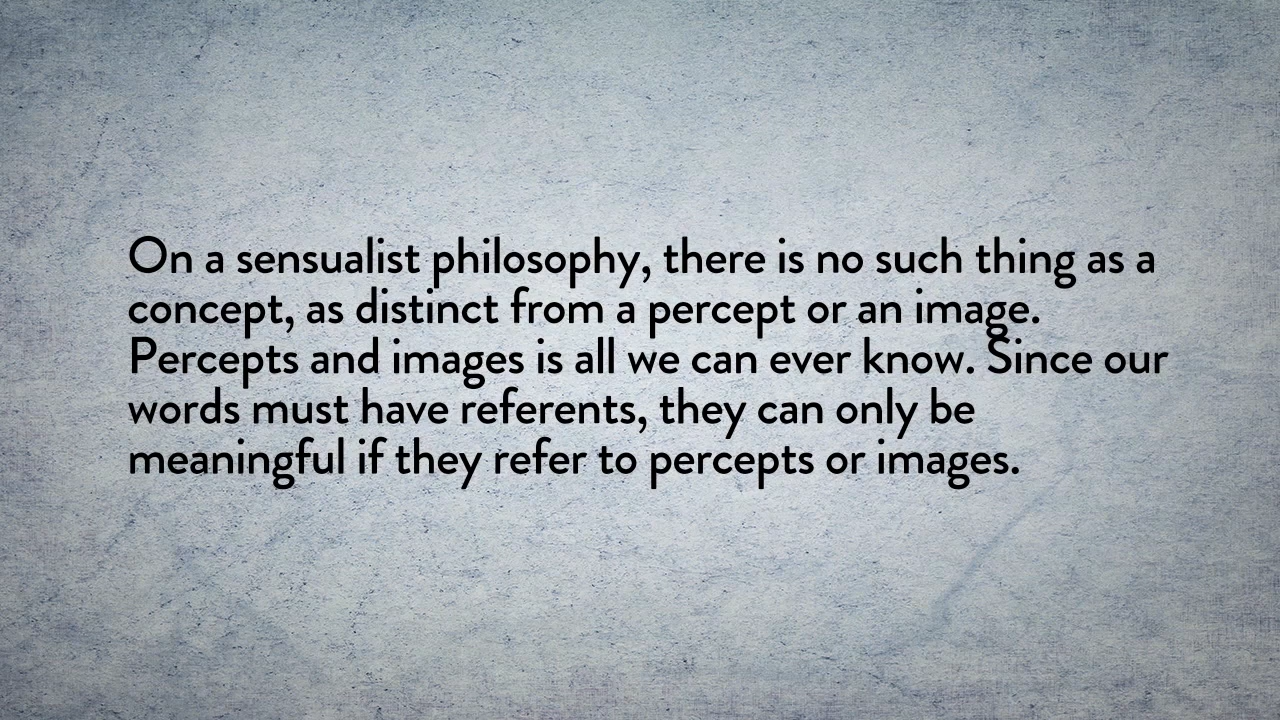 On a sensualist philosophy, there is no such thing as a
concept, as distinct from a percept or an image.
Percepts and images is all we can ever know. Since our
words must have referents, they can only be
meaningful if they refer to percepts or images.